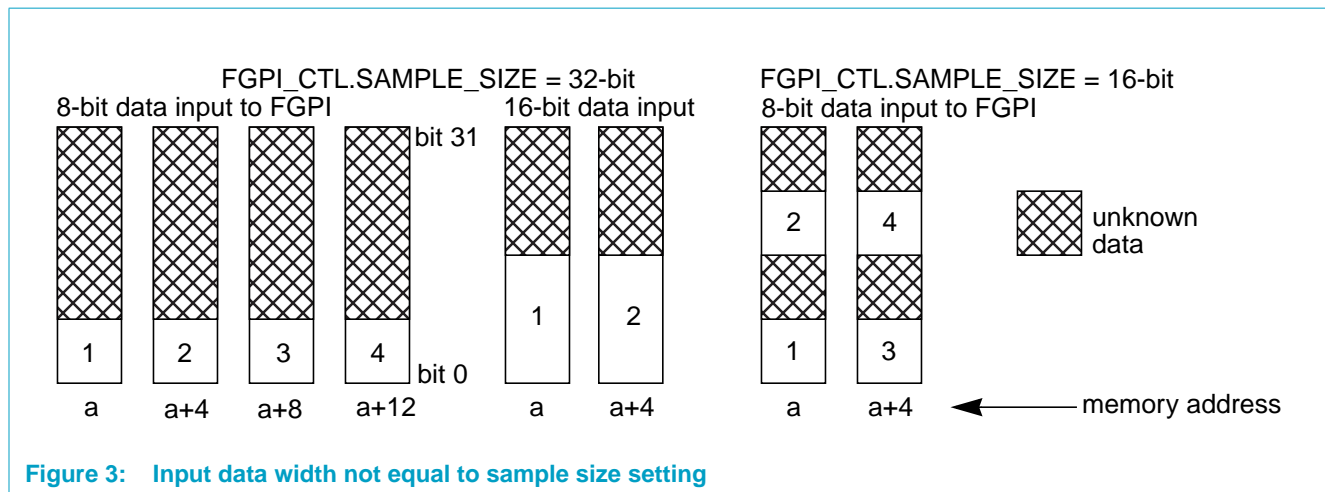 FGPI_CTL.SAMPLE_SIZE = 32-bit
FGPI_CTL.SAMPLE_SIZE = 16-bit
8-bit data input to FGPI
16-bit data input
8-bit data input to FGPI
bit 31
2 4
unknown
data
1 2
1 2 3 4
1 3
bit 0
a a+4 a+8 a+12
a a+4
a a+4
memory address
Figure 3: Input data width not equal to sample size setting